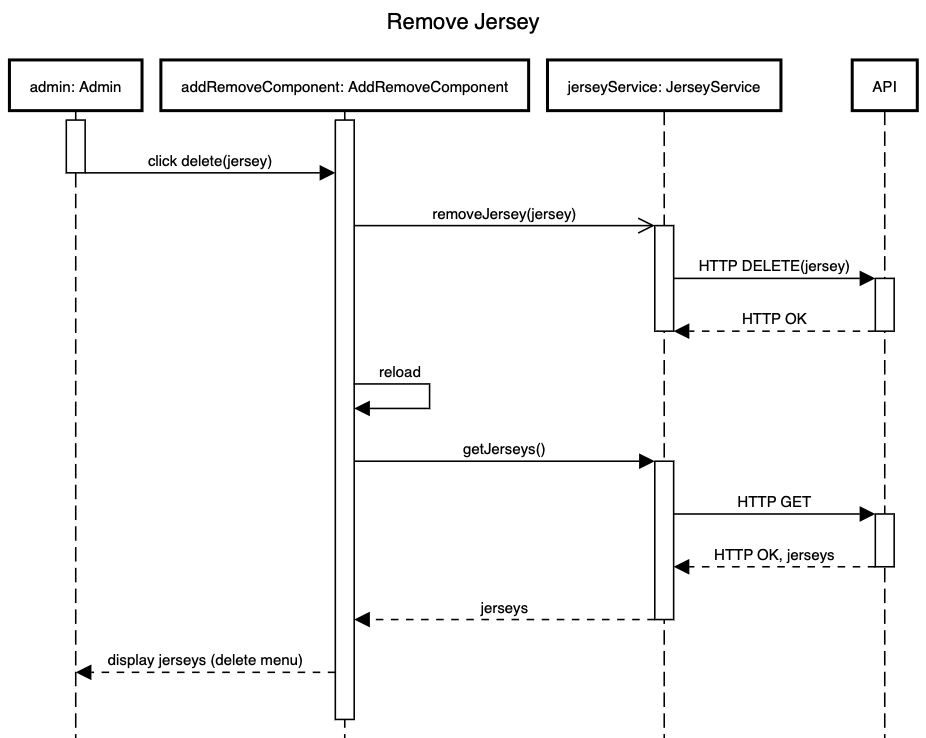 Remove Jersey
admin: Admin
addRemoveComponent: AddRemoveComponent
jerseyService: JerseyService
API
click delete(jersey)
removeJersey(jersey)
HTTP DELETE(jersey)
HTTP OK
reload
getJerseys()
HTTP GET
HTTP OK, jerseys
jerseys
display jerseys (delete menu)